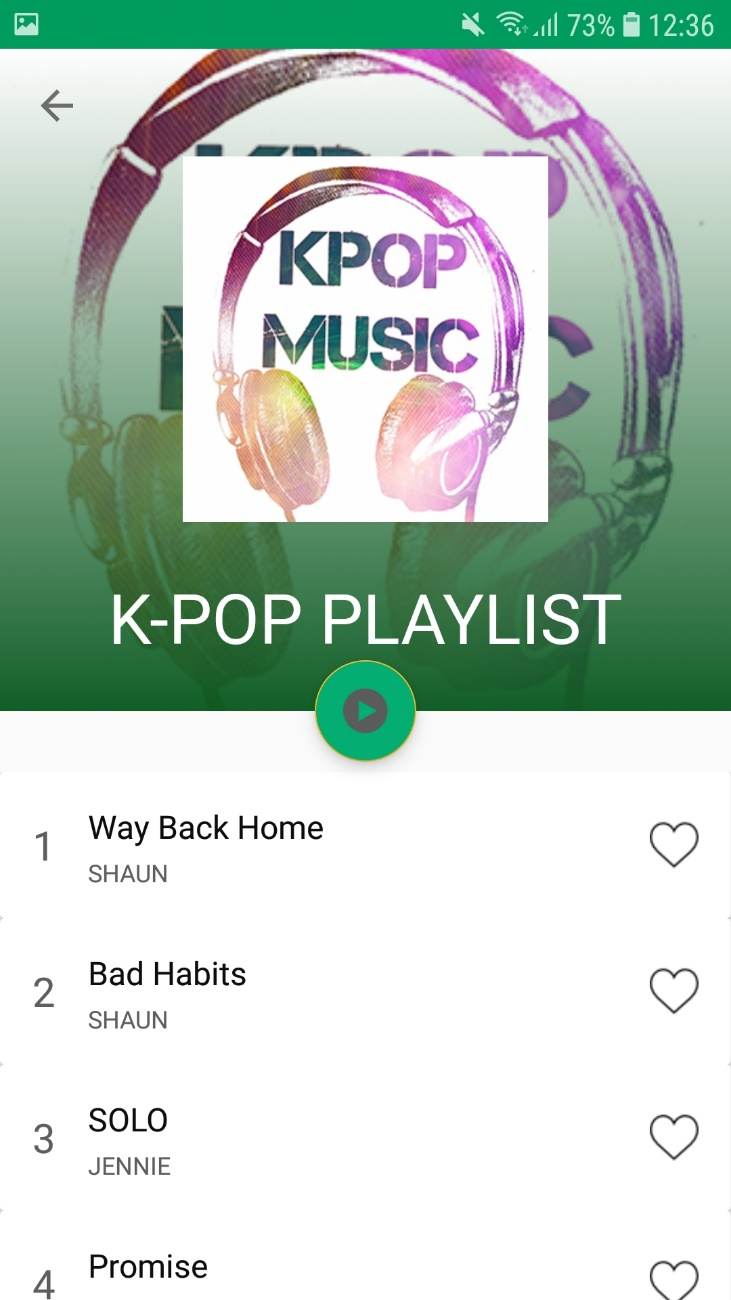 73% 12:36
KPOP
MUSIC
K-POP PLAYLIST
1
Way Back Home
SHAUN
2
Bad Habits
SHAUN
3
SOLO
JENNIE
4
Promise